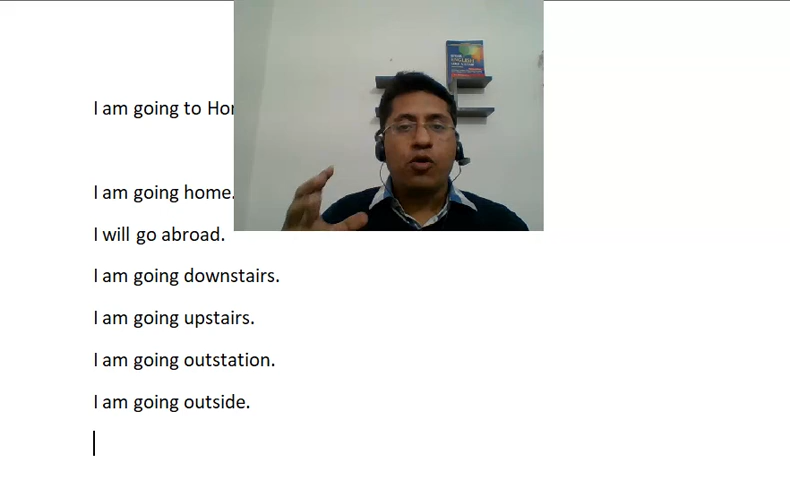 I am going to
ENGLISH
I am going home.
I will go abroad.
I am going downstairs.
I am going upstairs.
I am going outstation.
I am going outside.